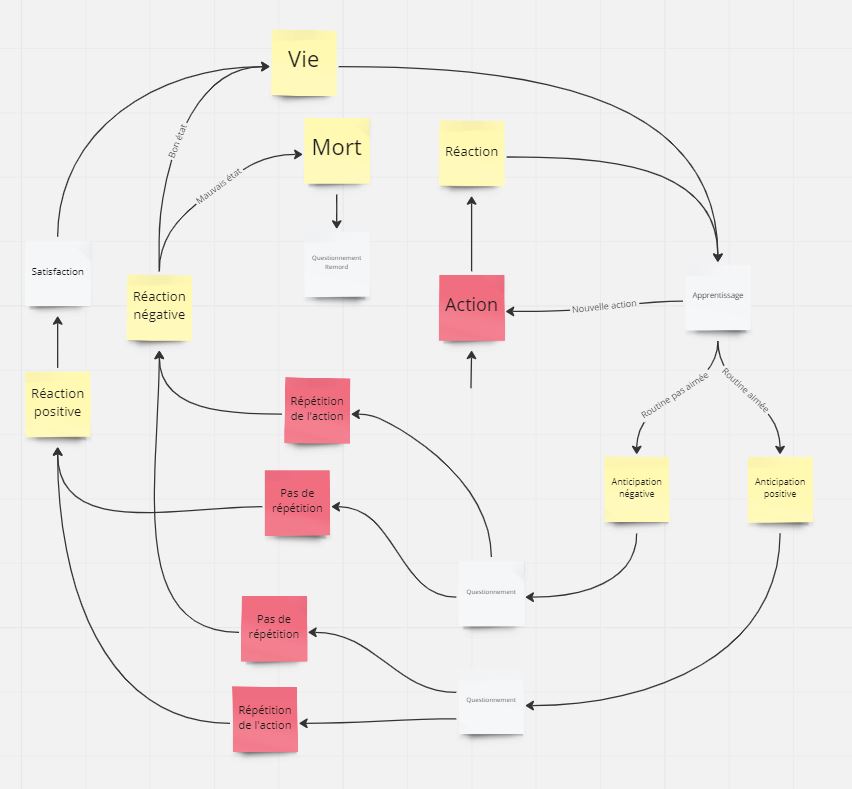 Vie
Bon état
Mort
Réaction
Mauvais état
Questionnement
Remord
Satisfaction
Réaction
négative
Action
Nouvelle action
Apprentissage
Réaction
positive
Répétition
de l'action
Routine pas aimée
Routine aimée
Pas de
répétition
Anticipation
négative
Anticipation
positive
Questionnement
Pas de
répétition
Questionnement
Répétition
de l'action